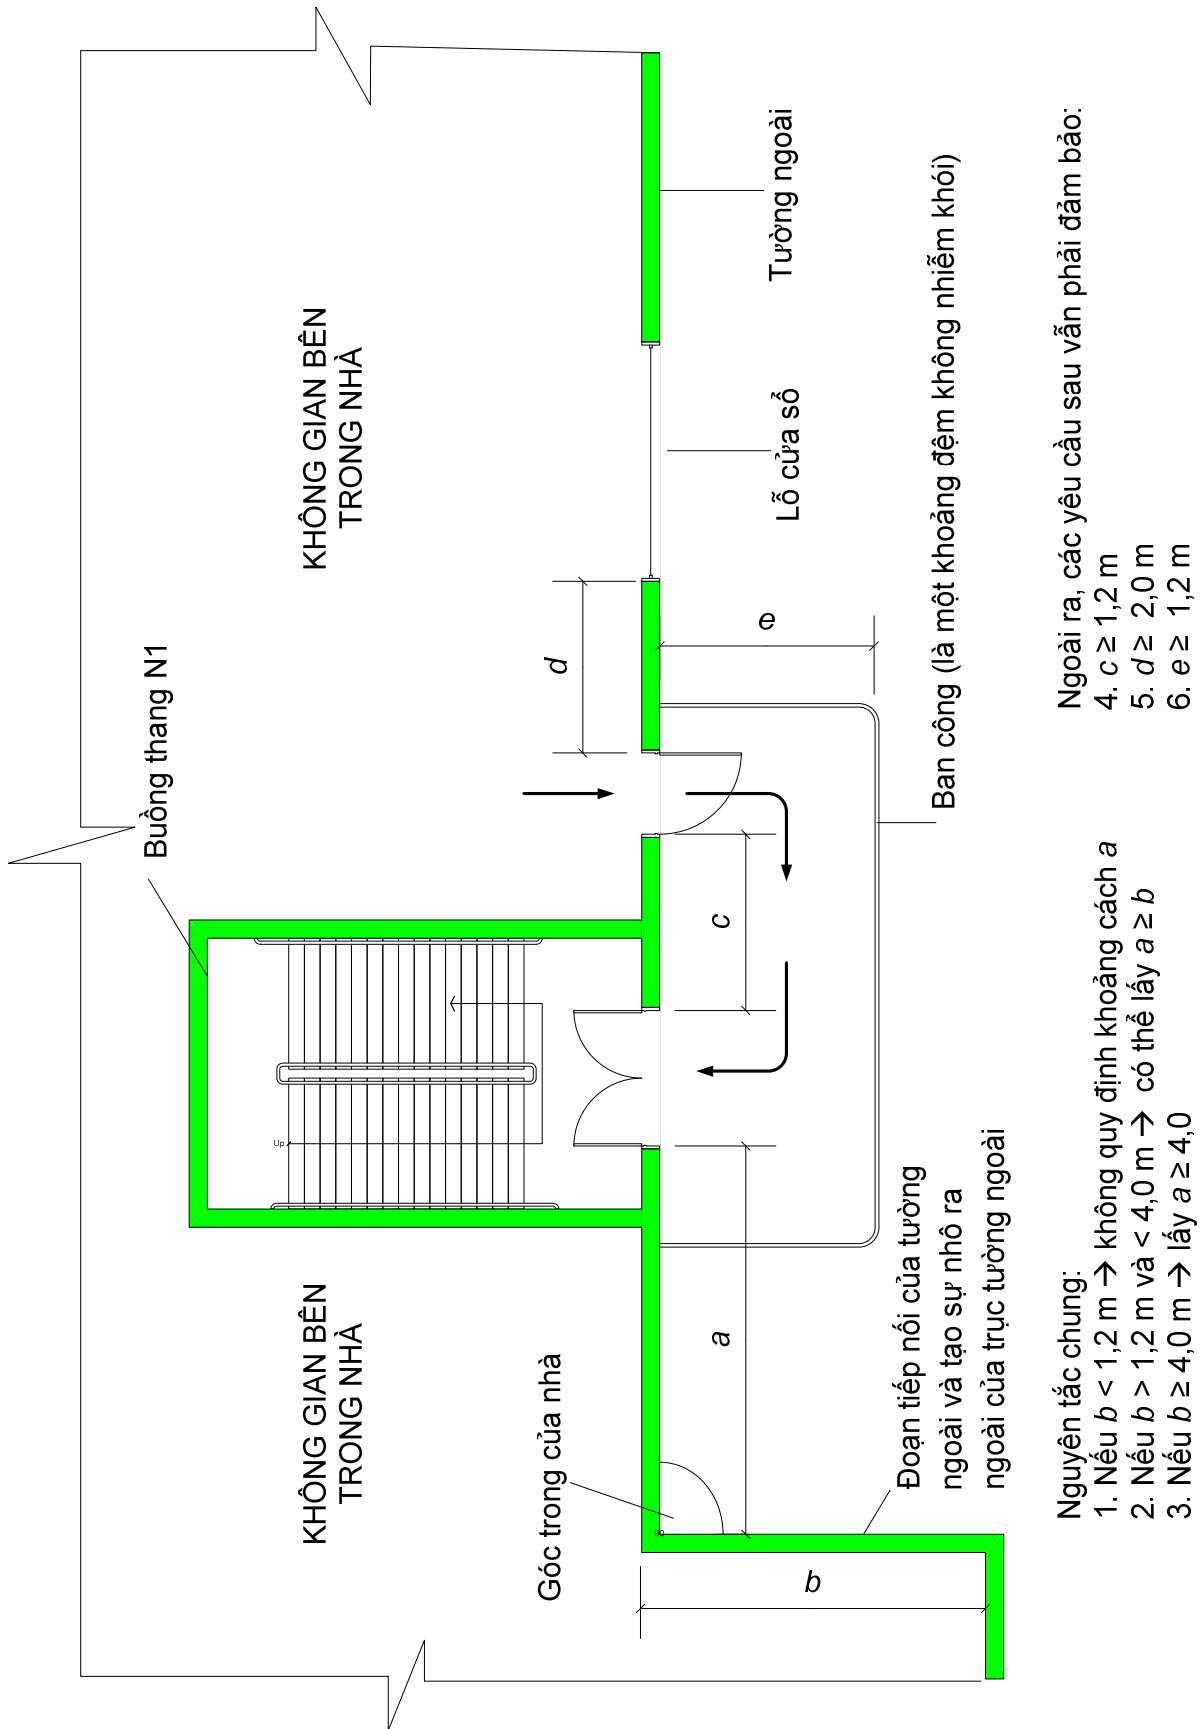 KHÔNG GIAN BÊN
TRONG NHÀ
Buồng thang N1
KHÔNG GIAN BÊN
TRONG NHÀ
Up
Góc trong của nhà
90
a
b
c
d
e
Tường ngoài
Lỗ cửa sổ
Ban công (là một khoảng đệm không nhiễm khói)
Đoạn tiếp nối của tường
ngoài và tạo sự nhô ra
ngoài của trục tường ngoài
Nguyên tắc chung:
1. Nếu b < 1,2 m → không quy định khoảng cách a
2. Nếu b > 1,2 m và < 4,0 m → có thể lấy a ≥ b
3. Nếu b ≥ 4,0 m → lấy a ≥ 4,0
Ngoài ra, các yêu cầu sau vẫn phải đảm bảo:
4. c ≥ 1,2 m
5. d ≥ 2,0 m
6. e ≥ 1,2 m